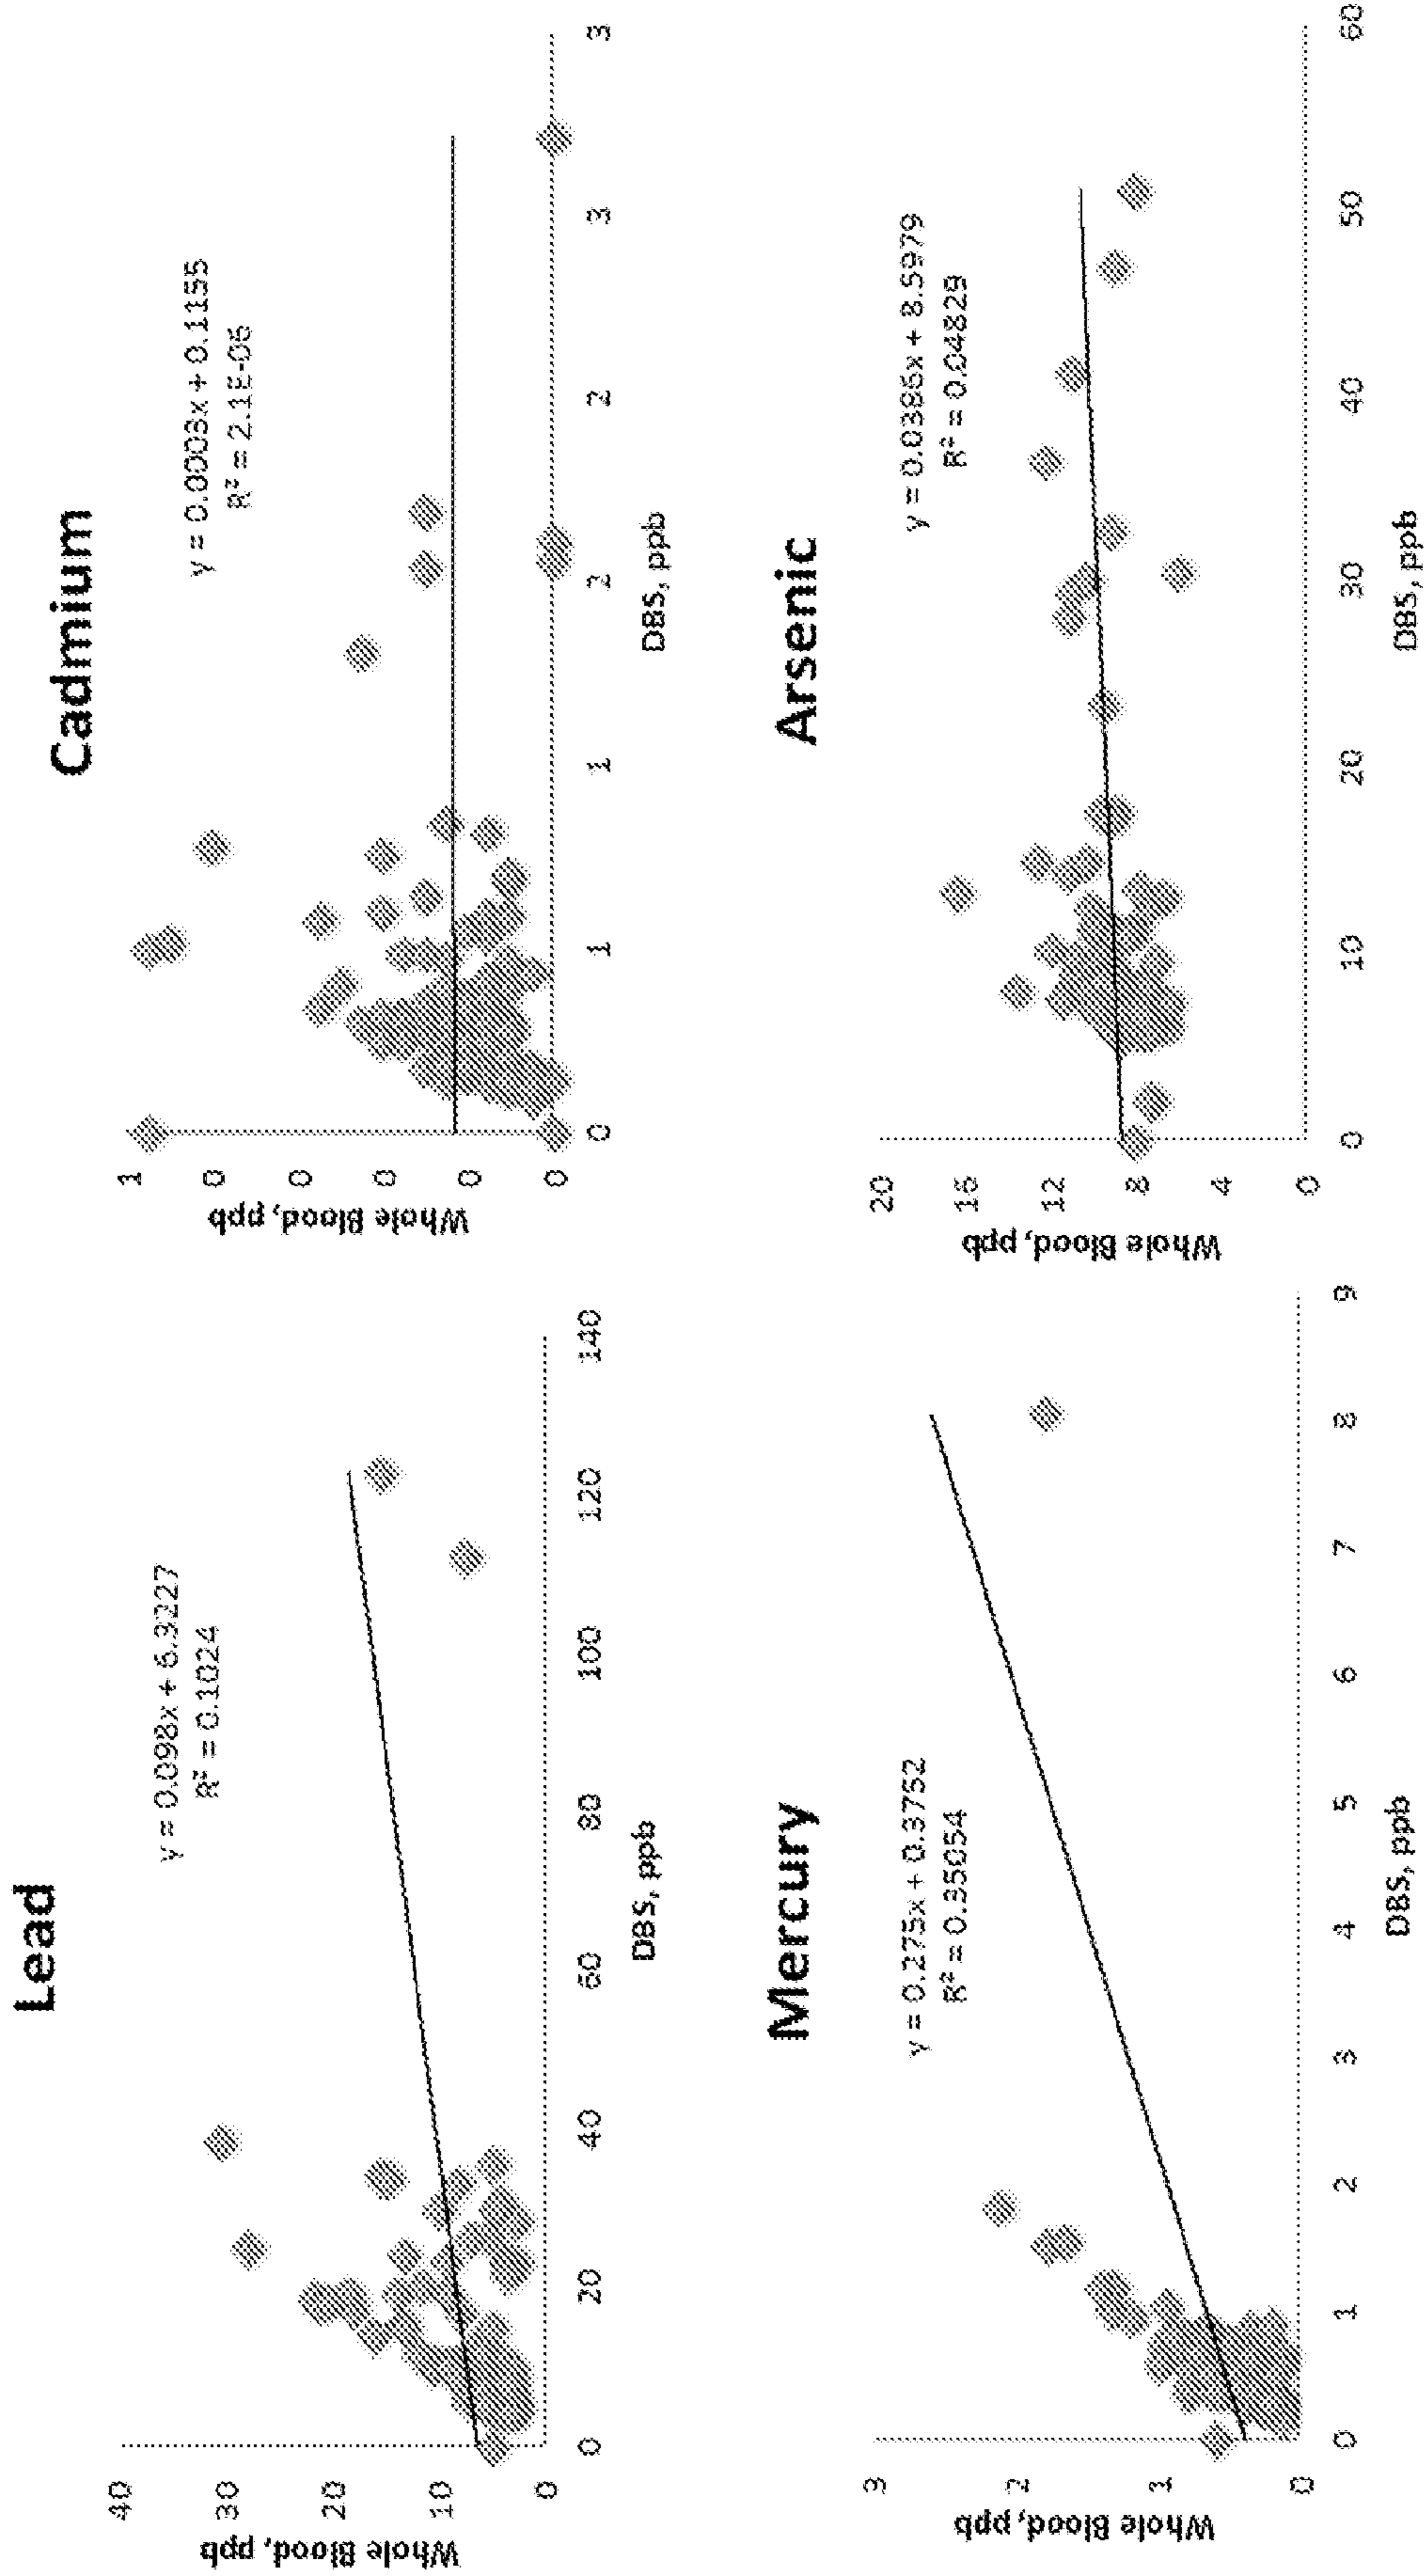 Lead
y = 0.098x + 6.3227
R² = 0.1024
Whole Blood, ppb
40
30
20
10
0
0 20 40 60 80 100 120 140
DBS, ppb
Cadmium
y = 0.0003x + 0.1155
R² = 2.1E-06
Whole Blood, ppb
1
0
0
0
0
0
0 1 1 2 2 3 3
DBS, ppb
Mercury
y = 0.275x + 0.3752
R² = 0.35054
Whole Blood, ppb
3
2
1
0
0 1 2 3 4 5 6 7 8 9
DBS, ppb
Arsenic
y = 0.0386x + 8.5979
R² = 0.04829
Whole Blood, ppb
20
16
12
8
4
0
0 10 20 30 40 50 60
DBS, ppb